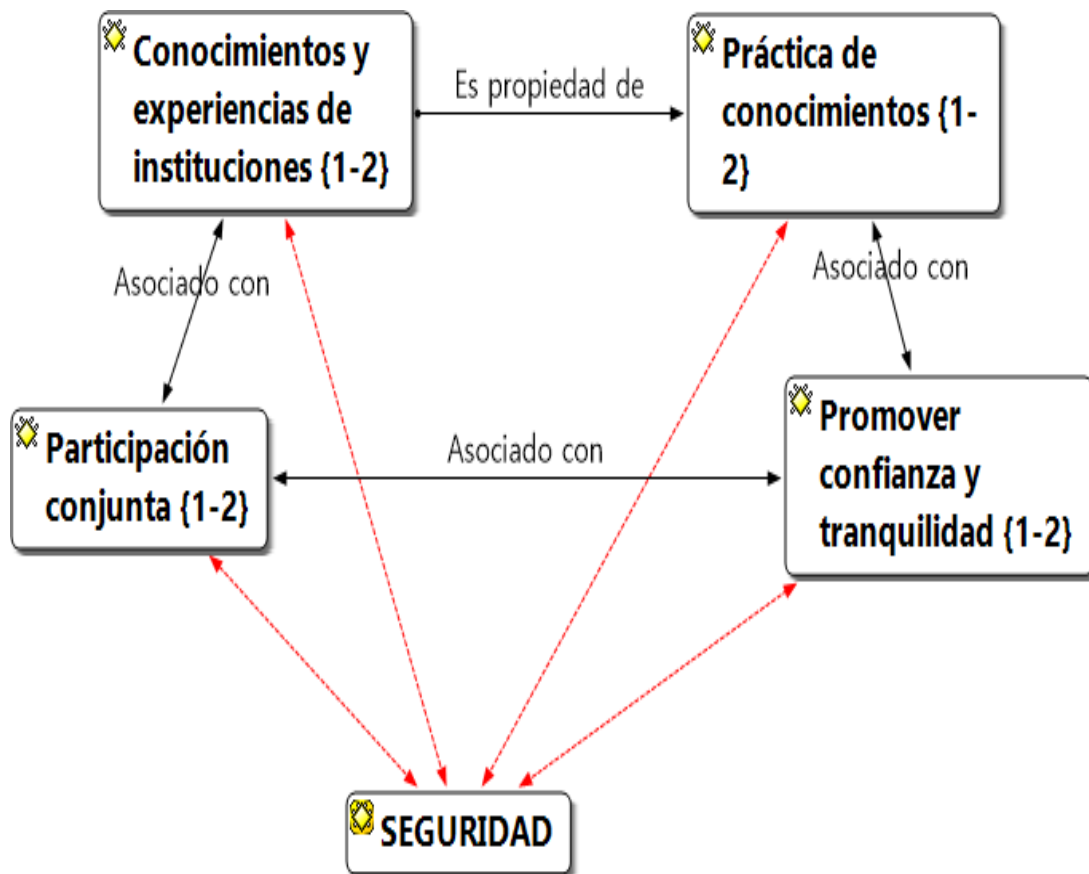 Conocimientos y
experiencias de
instituciones {1-2}
Es propiedad de
Práctica de
conocimientos {1-
2}
Asociado con
Asociado con
Participación
conjunta {1-2}
Asociado con
Promover
confianza y
tranquilidad {1-2}
SEGURIDAD